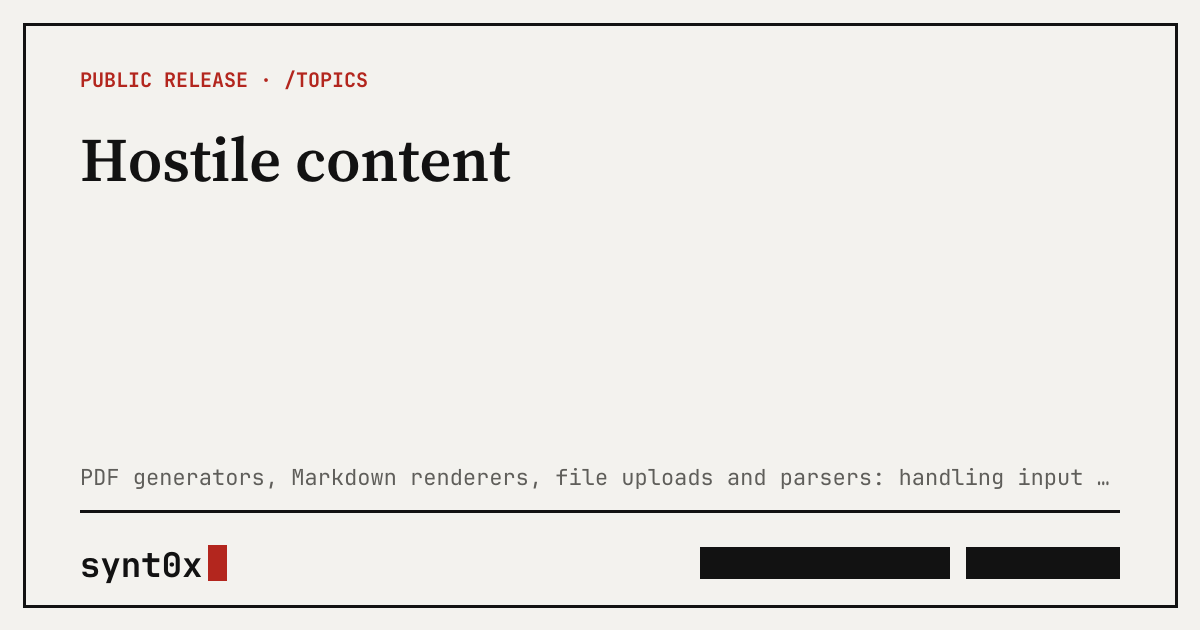 PUBLIC RELEASE · /TOPICS
Hostile content
PDF generators, Markdown renderers, file uploads and parsers: handling input …
synt0x